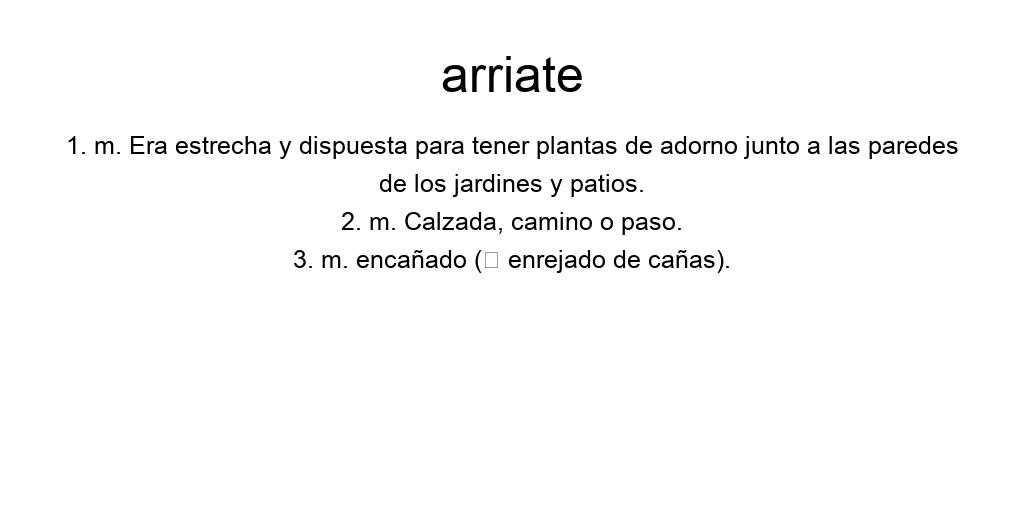 arriate
1. m. Era estrecha y dispuesta para tener plantas de adorno junto a las paredes
de los jardines y patios.
2. m. Calzada, camino o paso.
3. m. encañado (▯ enrejado de cañas).